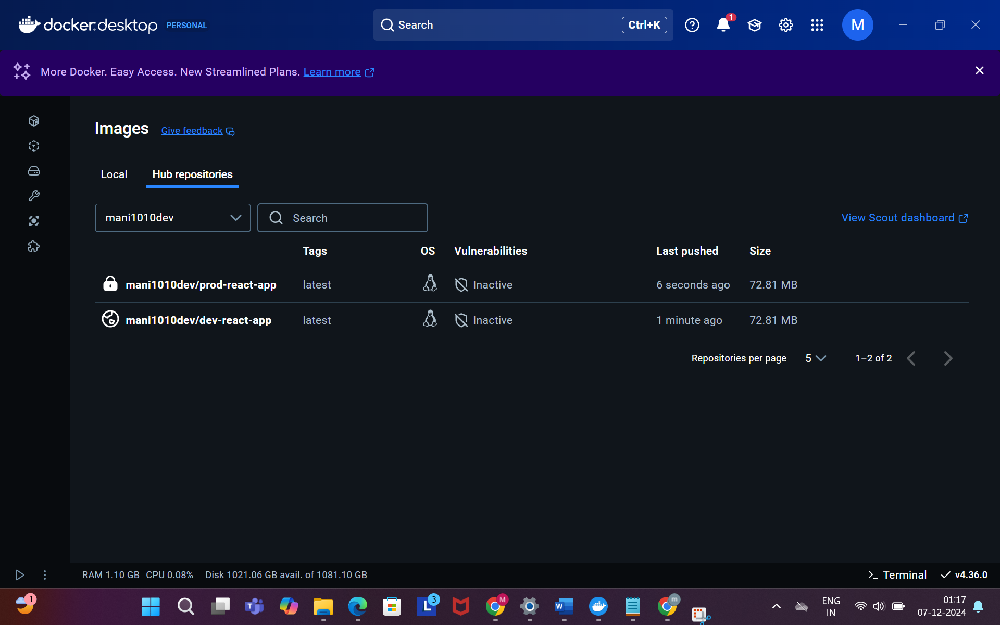 docker.desktop PERSONAL
Search Ctrl+K
1
M
More Docker. Easy Access. New Streamlined Plans. Learn more
Images Give feedback
Local Hub repositories
mani1010dev Search View Scout dashboard
Tags OS Vulnerabilities Last pushed Size
mani1010dev/prod-react-app latest Inactive 6 seconds ago 72.81 MB
mani1010dev/dev-react-app latest Inactive 1 minute ago 72.81 MB
Repositories per page 5 1–2 of 2
RAM 1.10 GB CPU 0.08% Disk 1021.06 GB avail. of 1081.10 GB Terminal v4.36.0
1
T
L 3
M
W
m
ENG
IN
01:17
07-12-2024